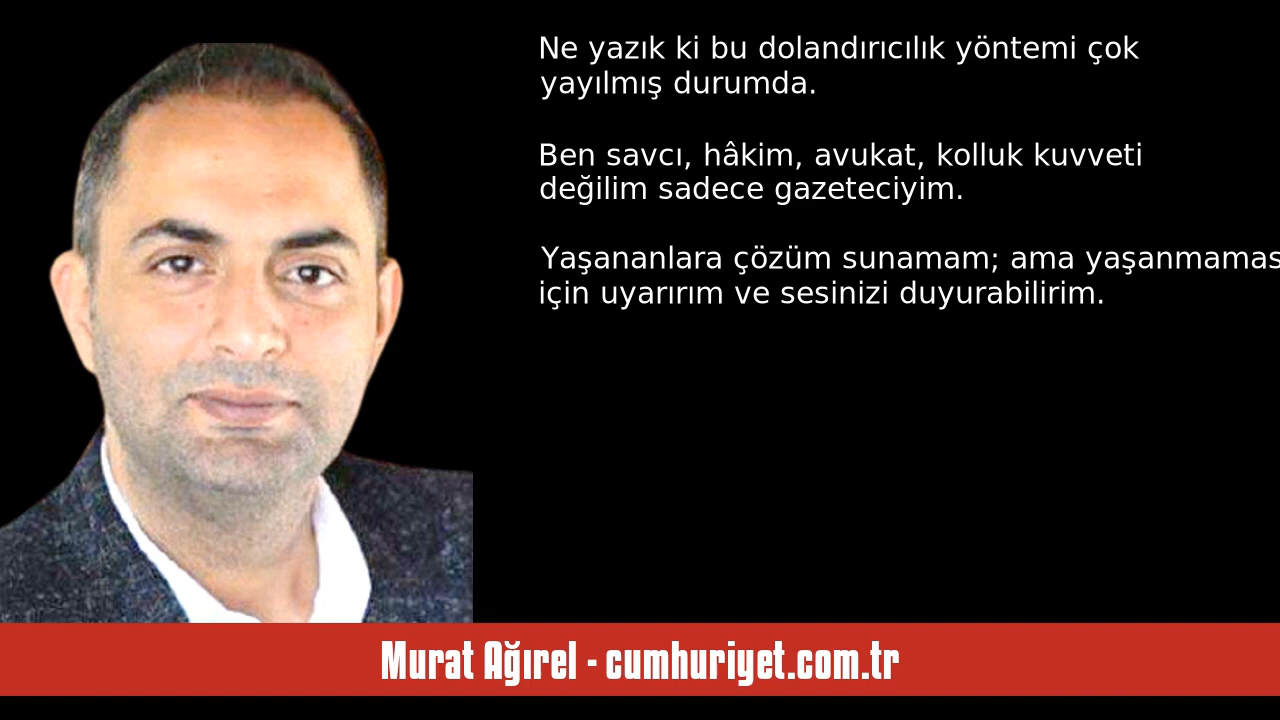 Ne yazık ki bu dolandırıcılık yöntemi çok
yayılmış durumda.
Ben savcı, hâkim, avukat, kolluk kuvveti
değilim sadece gazeteciyim.
Yaşananlara çözüm sunamam; ama yaşanmamas
için uyarırım ve sesinizi duyurabilirim.
Murat Ağırel - cumhuriyet.com.tr